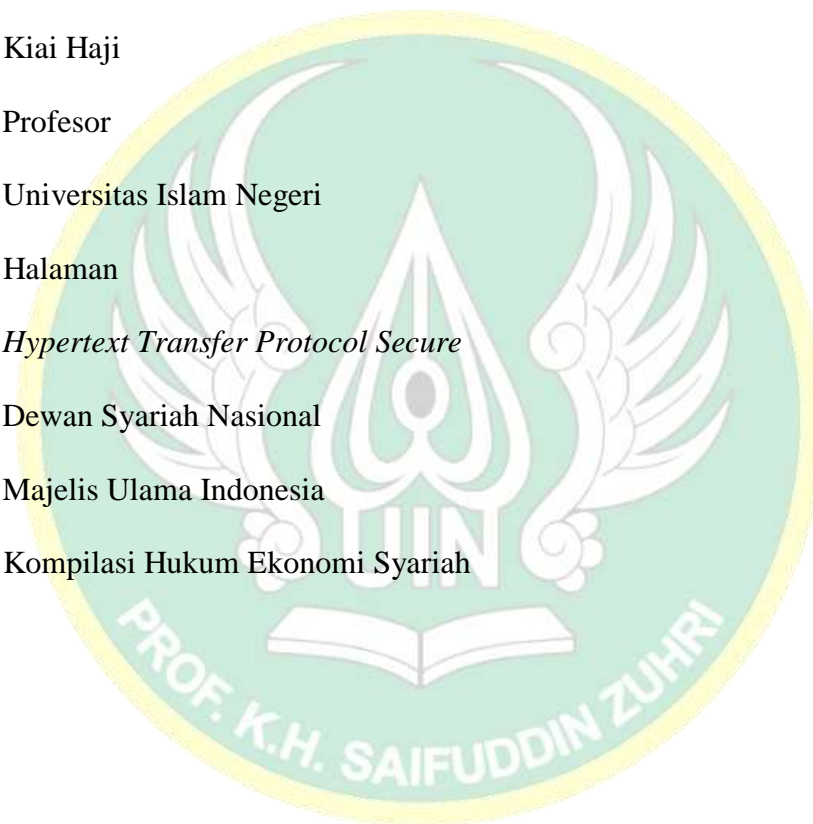 Kiai Haji
Profesor
Universitas Islam Negeri
Halaman
Hypertext Transfer Protocol Secure
Dewan Syariah Nasional
Majelis Ulama Indonesia
Kompilasi Hukum Ekonomi Syariah
UIN
PROF. K.H. SAIFUDDIN ZUHRI